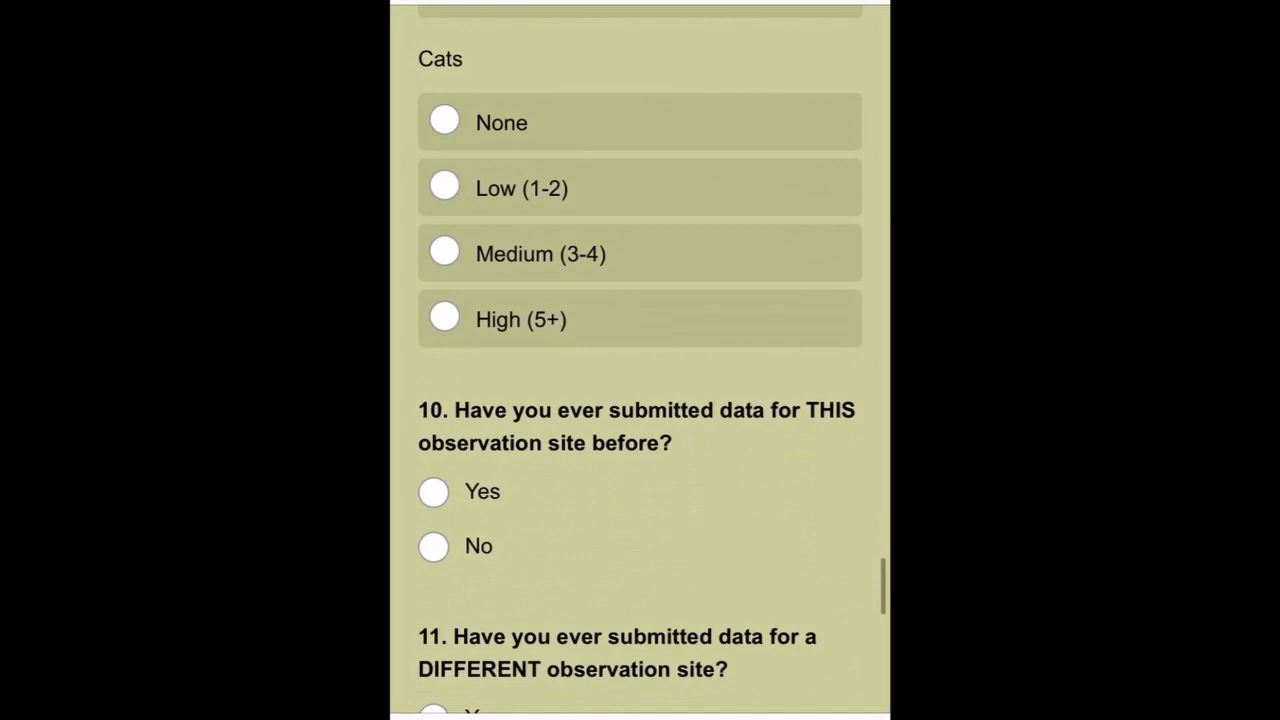 Cats
None
Low (1-2)
Medium (3-4)
High (5+)
10. Have you ever submitted data for THIS
observation site before?
Yes
No
11. Have you ever submitted data for a
DIFFERENT observation site?